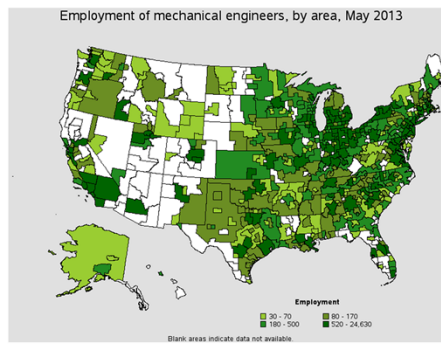 Employment of mechanical engineers, by area, May 2013
Employment
30 - 70
80 - 170
180 - 500
520 - 24,630
Blank areas indicate data not available.